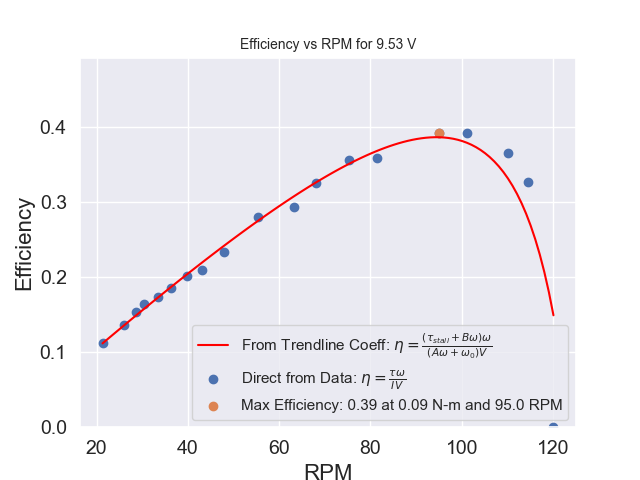 Efficiency vs RPM for 9.53 V
0.4
0.3
0.2
0.1
0.0
Efficiency
From Trendline Coeff: η = (τ_stall + Bω)ω / (Aω + ω₀)V
Direct from Data: η = τω / IV
Max Efficiency: 0.39 at 0.09 N-m and 95.0 RPM
20 40 60 80 100 120
RPM